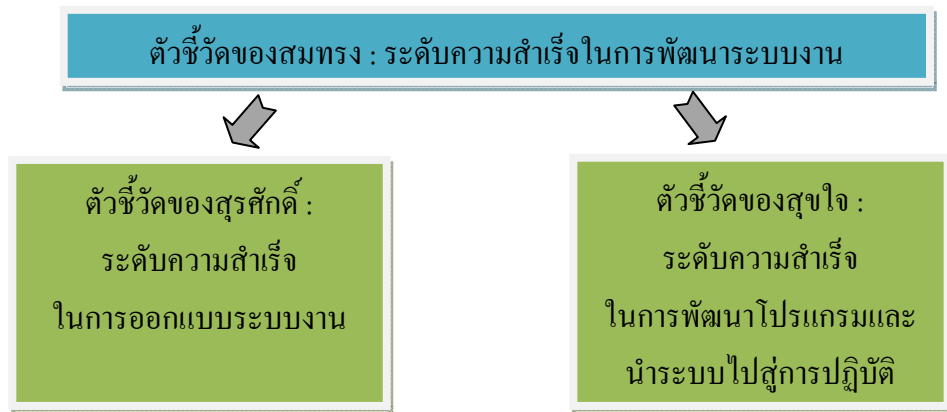 ตัวชี้วัดของสมทรง : ระดับความสำเร็จในการพัฒนาระบบงาน
ตัวชี้วัดของสุรศักดิ์ :
ระดับความสำเร็จ
ในการออกแบบระบบงาน
ตัวชี้วัดของสุขใจ :
ระดับความสำเร็จ
ในการพัฒนาโปรแกรมและ
นำระบบไปสู่การปฏิบัติ